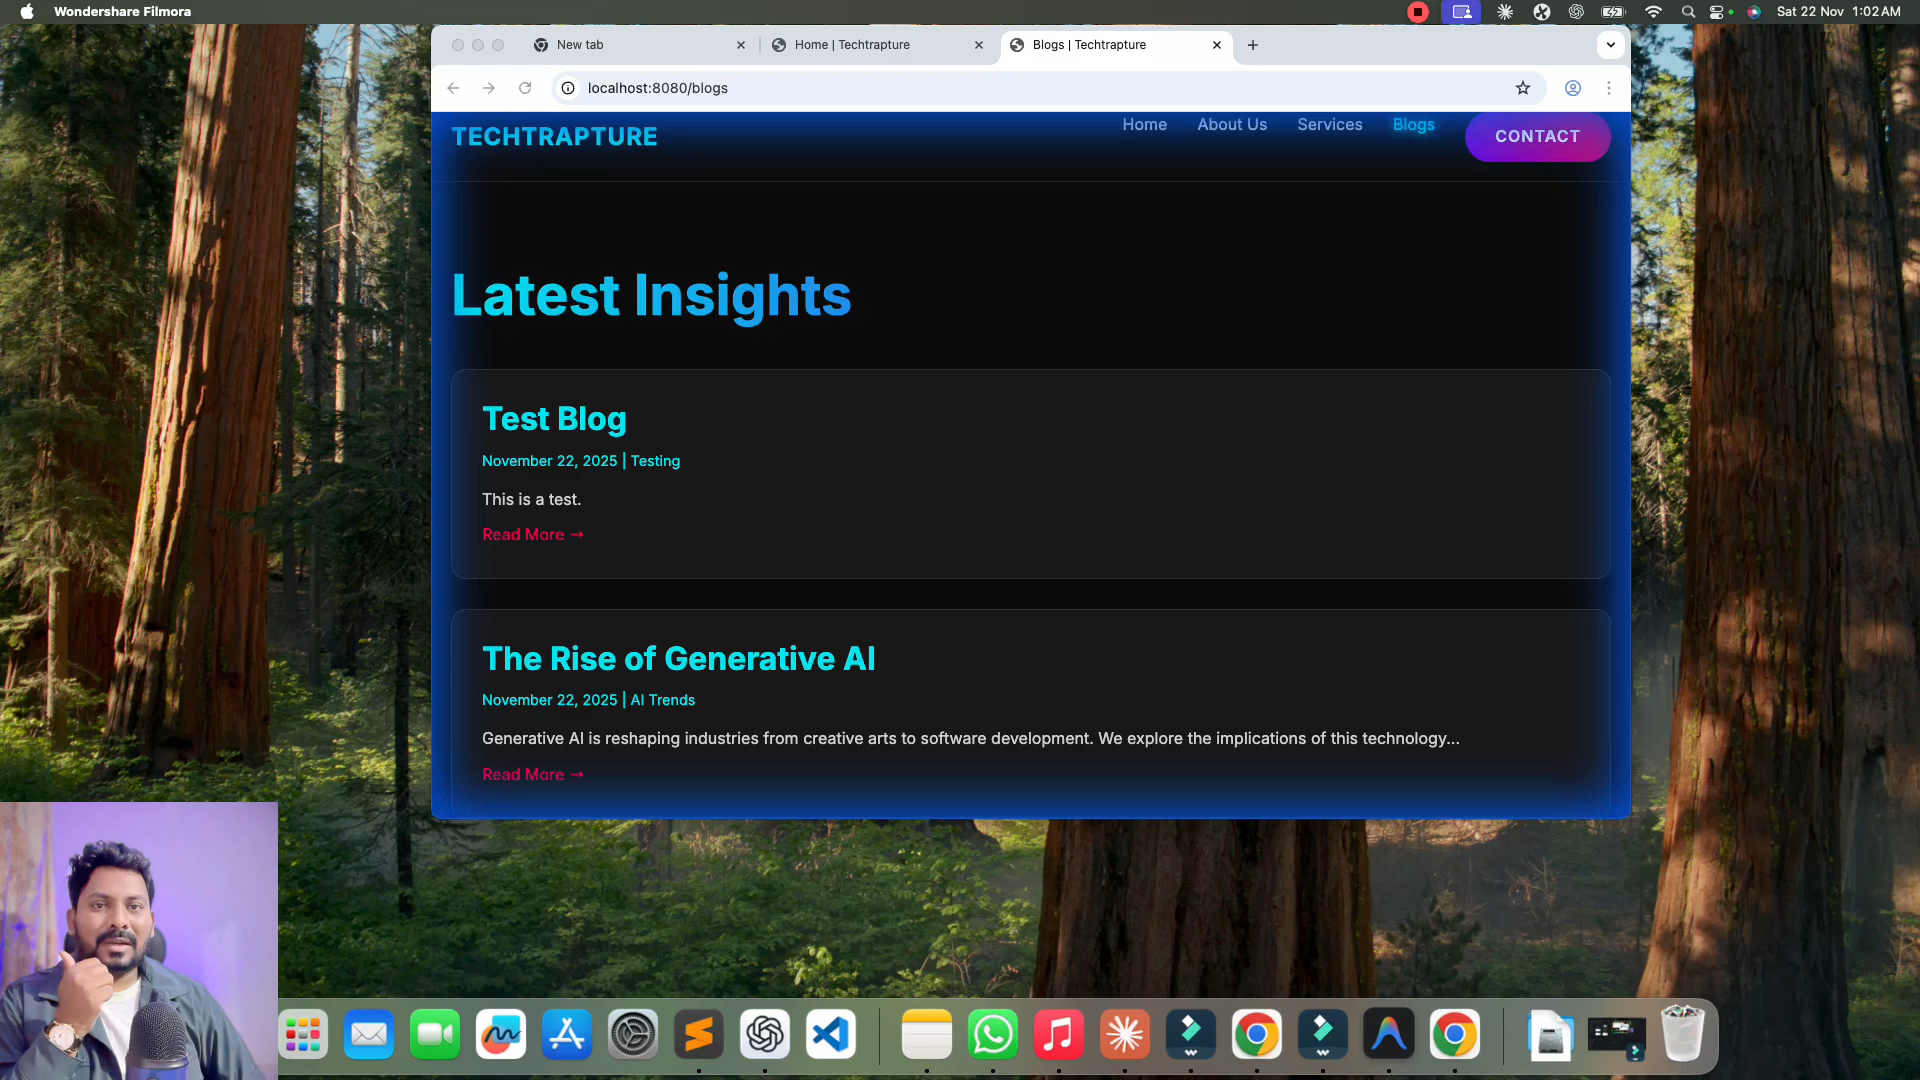 Wondershare Filmora
Sat 22 Nov 1:02 AM
New tab
Home | Techtrapture
Blogs | Techtrapture
localhost:8080/blogs
TECHTRAPTURE
Home
About Us
Services
Blogs
CONTACT
Latest Insights
Test Blog
November 22, 2025 | Testing
This is a test.
Read More →
The Rise of Generative AI
November 22, 2025 | AI Trends
Generative AI is reshaping industries from creative arts to software development. We explore the implications of this technology...
Read More →